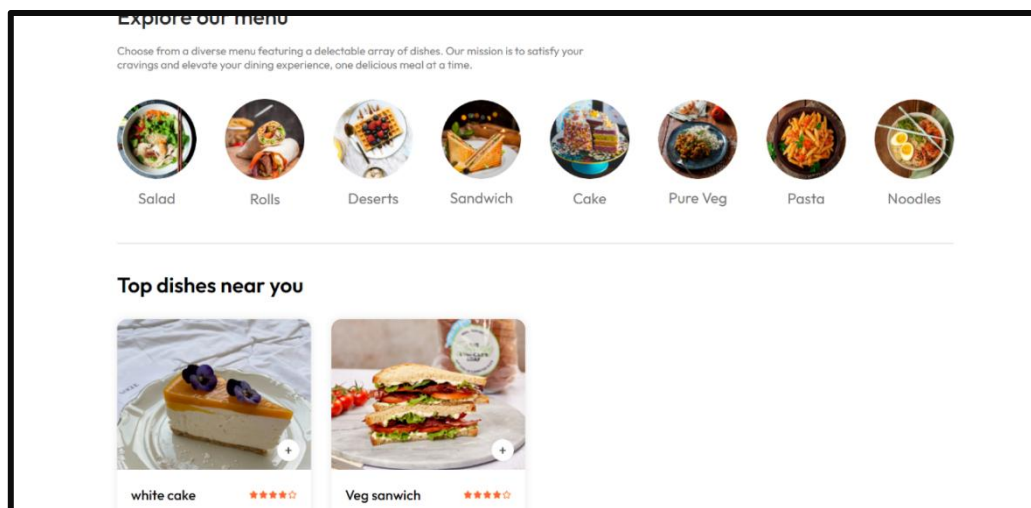 Explore our menu
Choose from a diverse menu featuring a delectable array of dishes. Our mission is to satisfy your
cravings and elevate your dining experience, one delicious meal at a time.
Salad
Rolls
Deserts
Sandwich
Cake
Pure Veg
Pasta
Noodles
Top dishes near you
+
+
white cake
Veg sanwich